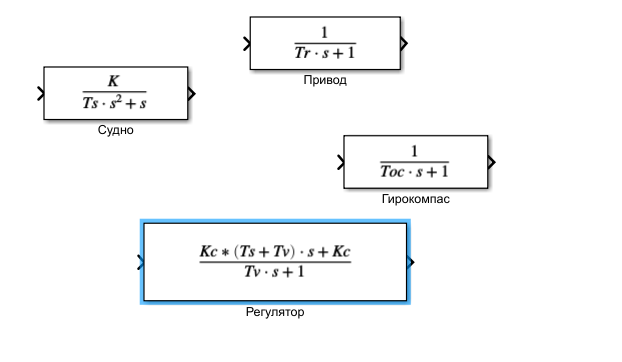 1
Tr · s + 1
Привод
K
Ts · s² + s
Судно
1
Toc · s + 1
Гирокомпас
Kc * (Ts + Tv) · s + Kc
Tv · s + 1
Регулятор